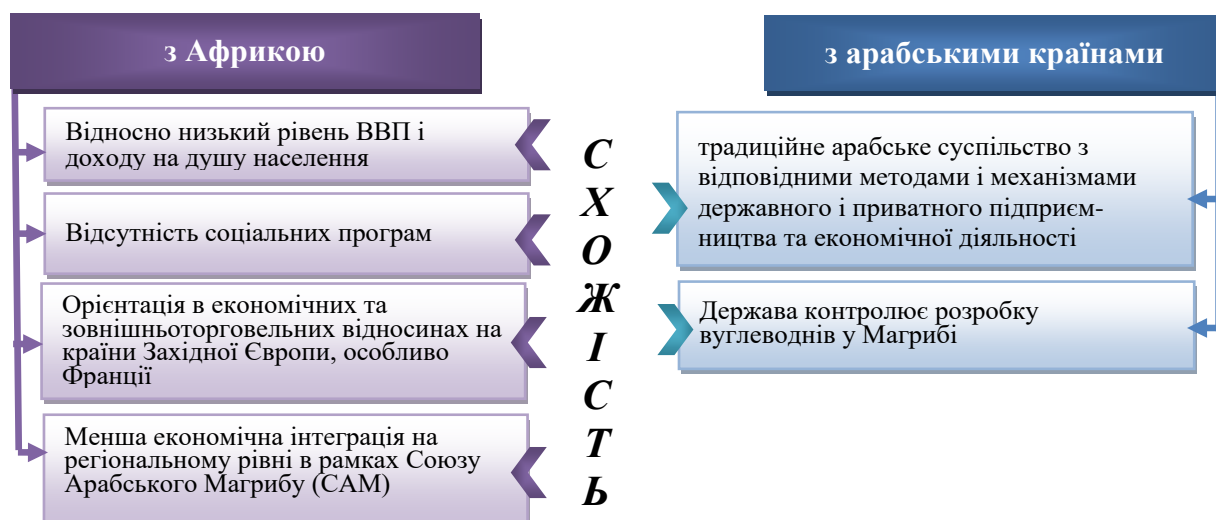 з Африкою
Відносно низький рівень ВВП і
доходу на душу населення
Відсутність соціальних програм
Орієнтація в економічних та
зовнішньоторговельних відносинах на
країни Західної Європи, особливо
Франції
Менша економічна інтеграція на
регіональному рівні в рамках Союзу
Арабського Магрибу (САМ)
С
Х
О
Ж
І
С
Т
Ь
з арабськими країнами
традиційне арабське суспільство з
відповідними методами і механізмами
державного і приватного підприєм-
ництва та економічної діяльності
Держава контролює розробку
вуглеводнів у Магрибі